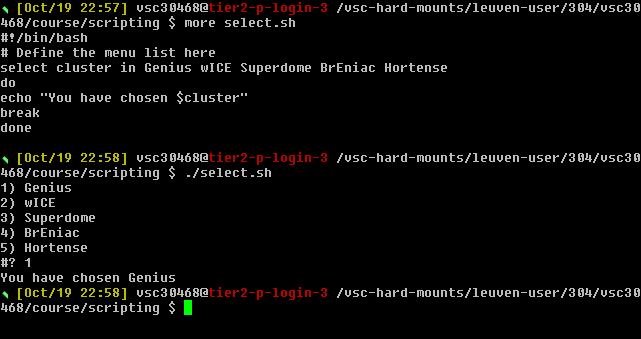 [Oct/19 22:57] vsc30468@tier2-p-login-3 /vsc-hard-mounts/leuven-user/304/vsc30
468/course/scripting $ more select.sh
#!/bin/bash
# Define the menu list here
select cluster in Genius wICE Superdome BrEniac Hortense
do
echo "You have chosen $cluster"
break
done
[Oct/19 22:58] vsc30468@tier2-p-login-3 /vsc-hard-mounts/leuven-user/304/vsc30
468/course/scripting $ ./select.sh
1) Genius
2) wICE
3) Superdome
4) BrEniac
5) Hortense
#? 1
You have chosen Genius
[Oct/19 22:58] vsc30468@tier2-p-login-3 /vsc-hard-mounts/leuven-user/304/vsc30
468/course/scripting $